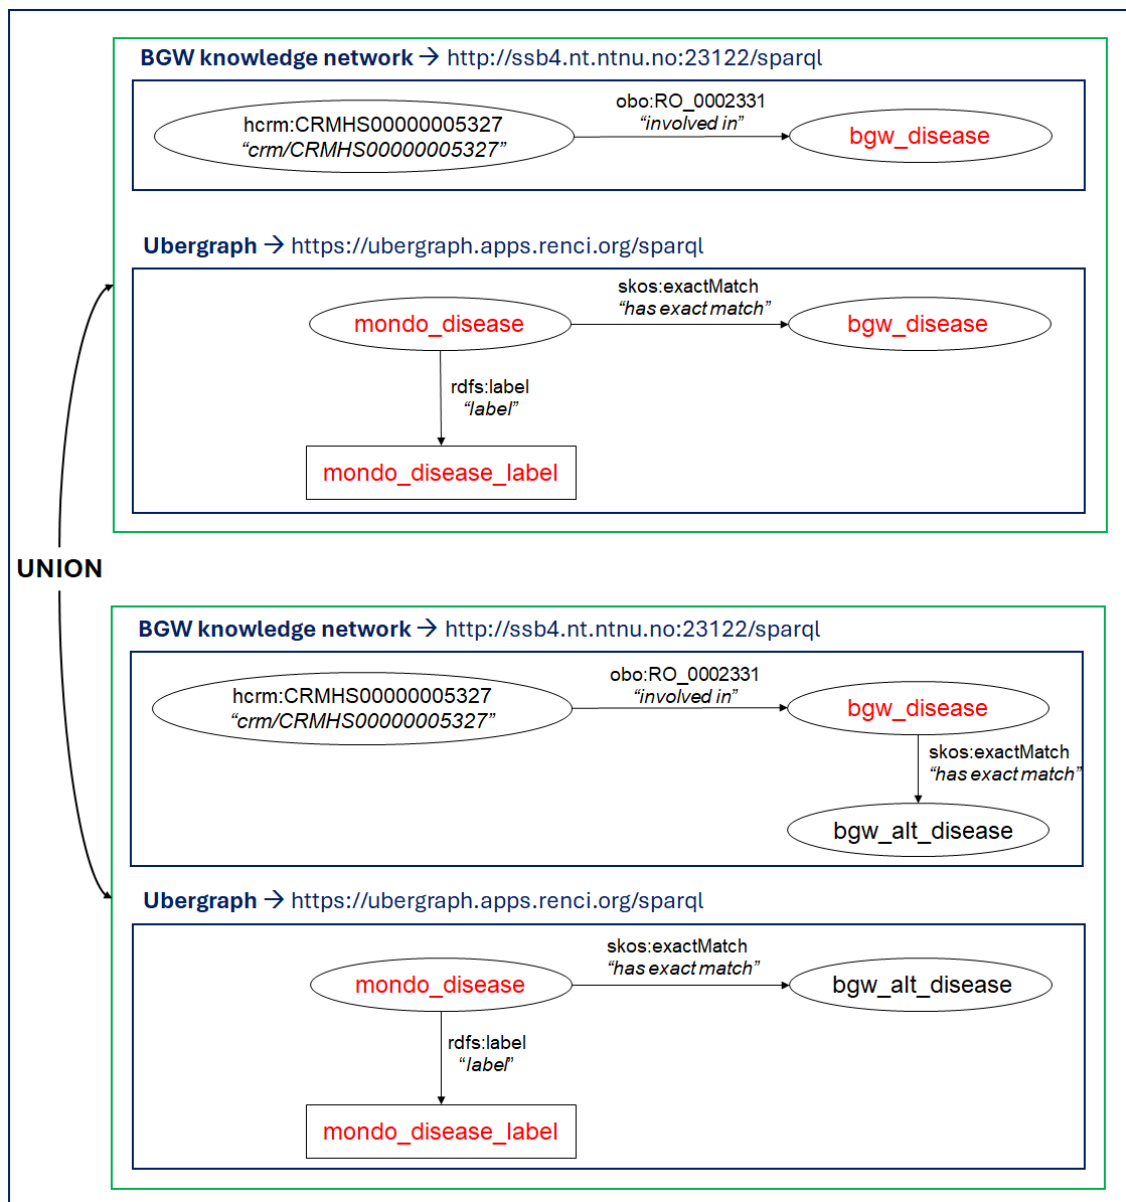 BGW knowledge network → http://ssb4.nt.ntnu.no:23122/sparql
obo:RO_0002331
"involved in"
hcrm:CRMHS00000005327
"crm/CRMHS00000005327"
bgw_disease
Ubergraph → https://ubergraph.apps.renci.org/sparql
skos:exactMatch
"has exact match"
mondo_disease
bgw_disease
rdfs:label
"label"
mondo_disease_label
UNION
BGW knowledge network → http://ssb4.nt.ntnu.no:23122/sparql
obo:RO_0002331
"involved in"
hcrm:CRMHS00000005327
"crm/CRMHS00000005327"
bgw_disease
skos:exactMatch
"has exact match"
bgw_alt_disease
Ubergraph → https://ubergraph.apps.renci.org/sparql
skos:exactMatch
"has exact match"
mondo_disease
bgw_alt_disease
rdfs:label
"label"
mondo_disease_label